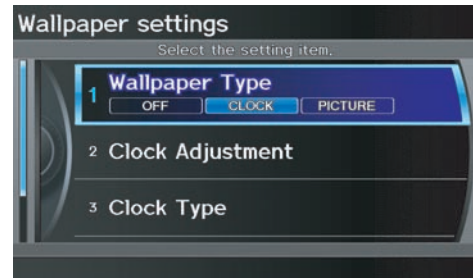 Wallpaper settings
Select the setting item.
1 Wallpaper Type
OFF CLOCK PICTURE
2 Clock Adjustment
3 Clock Type